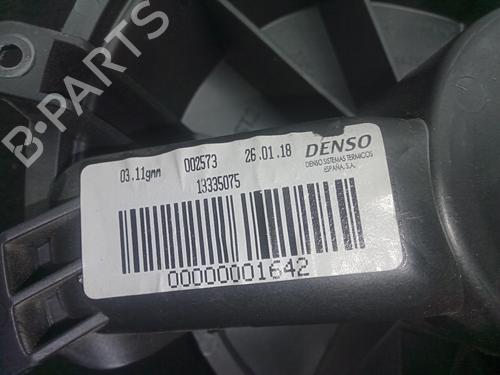 B-PARTS
03.11gmm 002573 26.01.18 DENSO
13335075 DENSO SISTEMAS TERMICOS
ESPAÑA, S.A.
00000001642